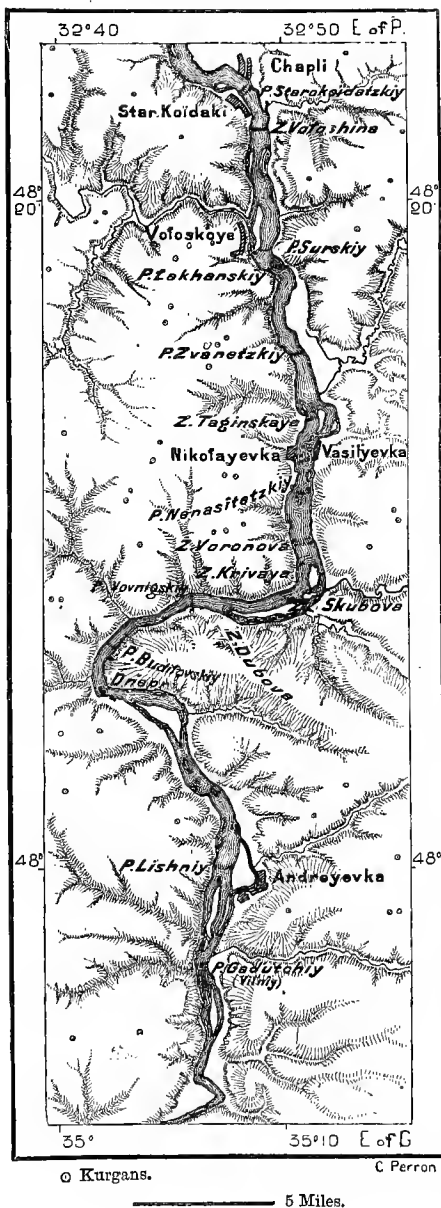 32°40 32°50 E of P.
Chapli
P. Starokoidatzkiy
Star. Koïdaki
Z. Voloshina
48° 20' 48° 20'
Voloskoye
P. Surskiy
P. Lokhanskiy
P. Zvanetzkiy
Z. Taginskaya
Nikolayevka Vasilyevka
P. Nenasitetzkiy
Z. Voronova
Z. Krivaya
P. Vovnigskiy
Z. Skubova
Z. Dubova
P. Budilovskiy
Dnepr
48° 48°
P. Lishniy
Andreyevka
P. Gadutchiy
(Vilniy)
35° 35°10 E of G
C Perron
⊙ Kurgans.
5 Miles.